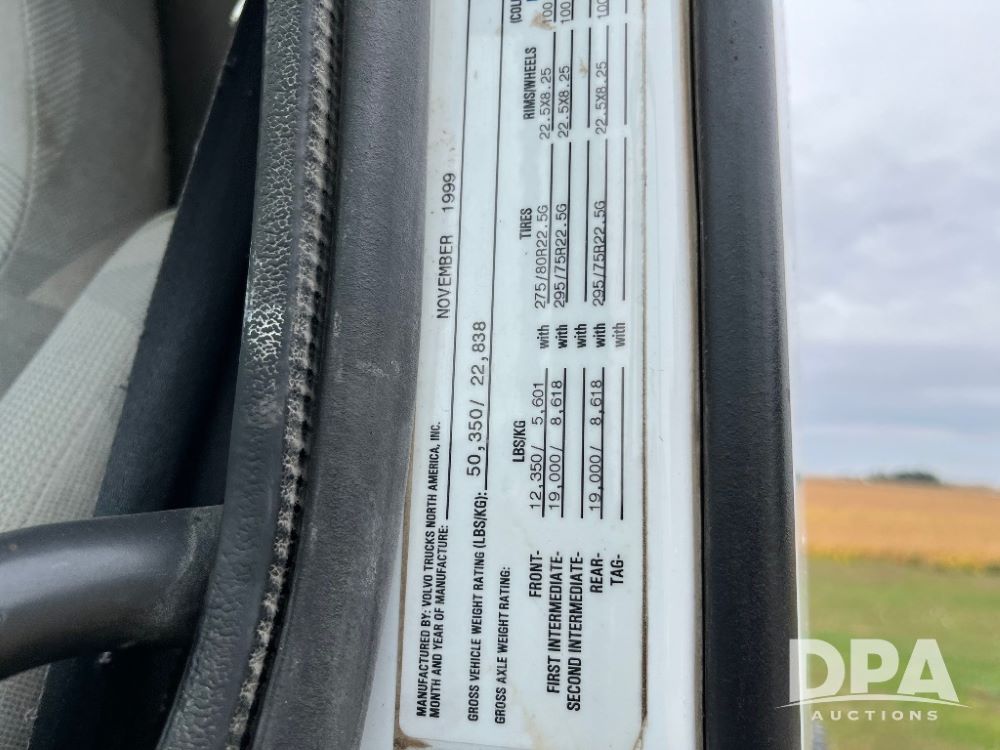 MANUFACTURED BY: VOLVO TRUCKS NORTH AMERICA, INC.
MONTH AND YEAR OF MANUFACTURE: NOVEMBER 1999
GROSS VEHICLE WEIGHT RATING (LBS/KG): 50,350/ 22,838
GROSS AXLE WEIGHT RATING: LBS/KG TIRES RIMS/WHEELS (COL
FRONT- 12,350/ 5,601 with 275/80R22.5G 22.5X8.25 100
FIRST INTERMEDIATE- 19,000/ 8,618 with 295/75R22.5G 22.5X8.25 100
SECOND INTERMEDIATE- with
REAR- 19,000/ 8,618 with 295/75R22.5G 22.5X8.25 100
TAG- with
DPA
AUCTIONS